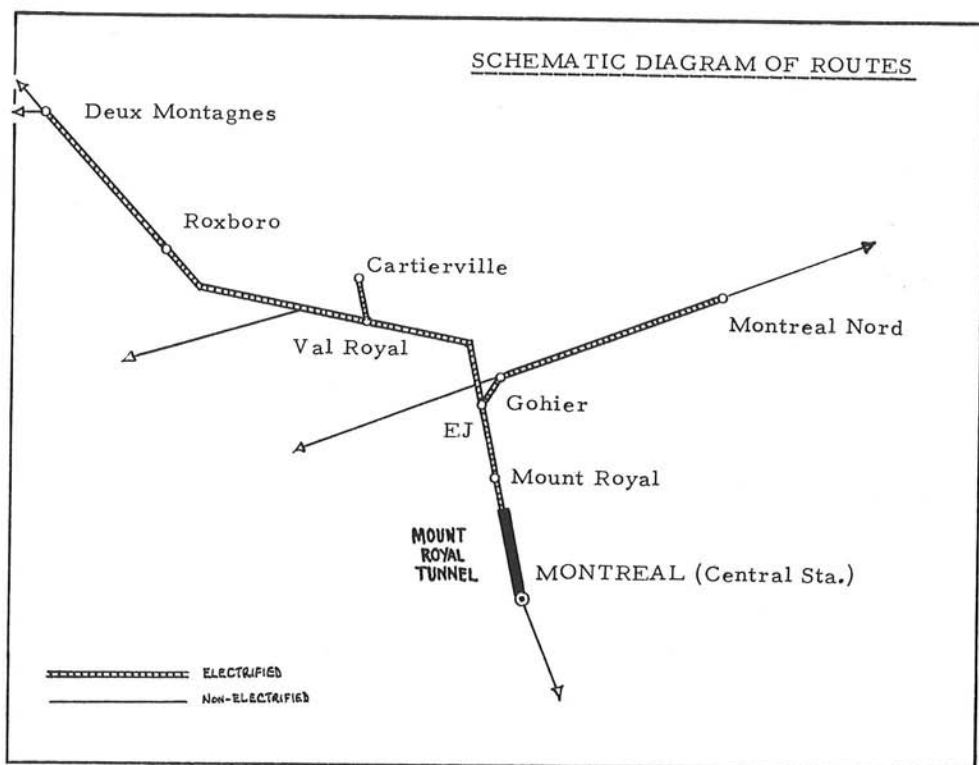 SCHEMATIC DIAGRAM OF ROUTES
Deux Montagnes
Roxboro
Cartierville
Val Royal
Montreal Nord
Gohier
EJ
Mount Royal
MOUNT
ROYAL
TUNNEL
MONTREAL (Central Sta.)
ELECTRIFIED
NON-ELECTRIFIED